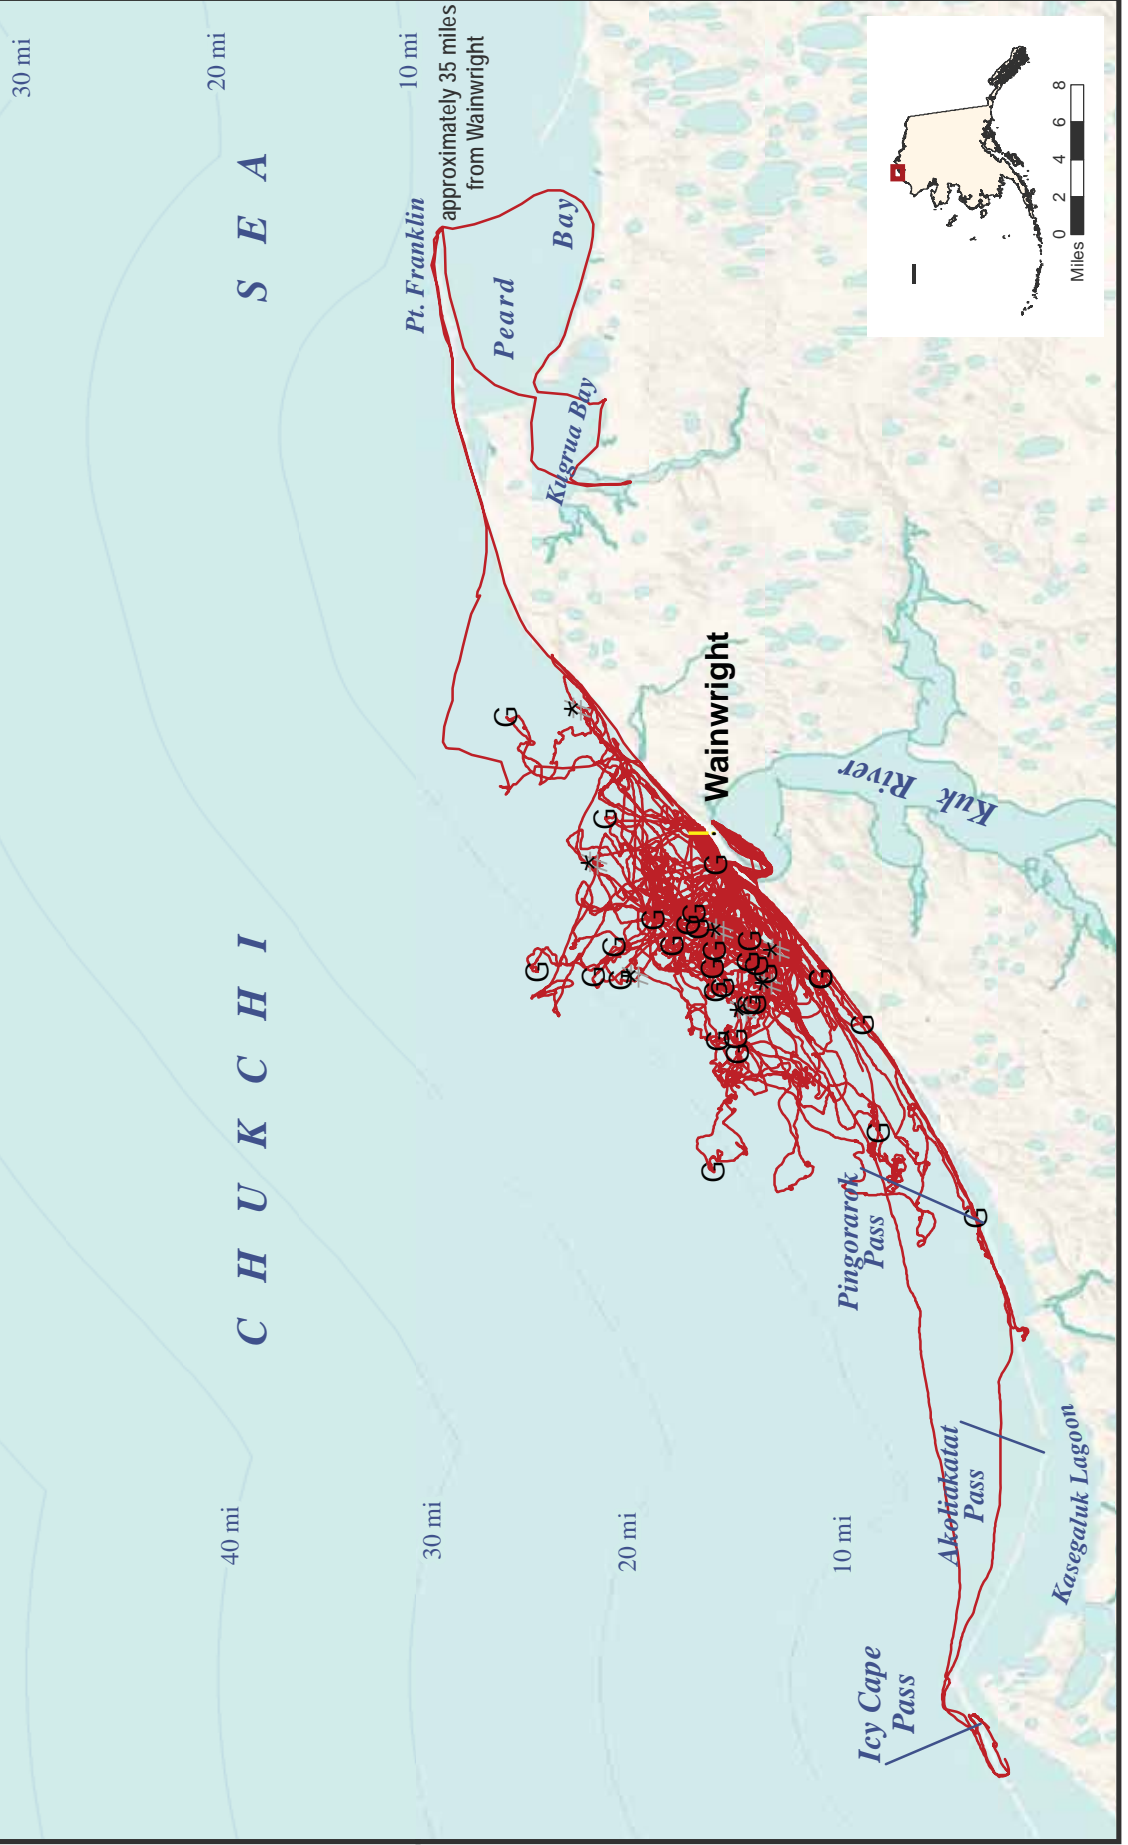 30 mi
40 mi
20 mi
C H U K C H I S E A
30 mi
10 mi
Pt. Franklin
approximately 35 miles
from Wainwright
Peard
Bay
Kugrua Bay
20 mi
Wainwright
10 mi
Pingorarok
Pass
Icy Cape
Pass
Kuk River
Akoliakatat
Pass
Kasegaluk Lagoon
0 2 4 6 8
Miles